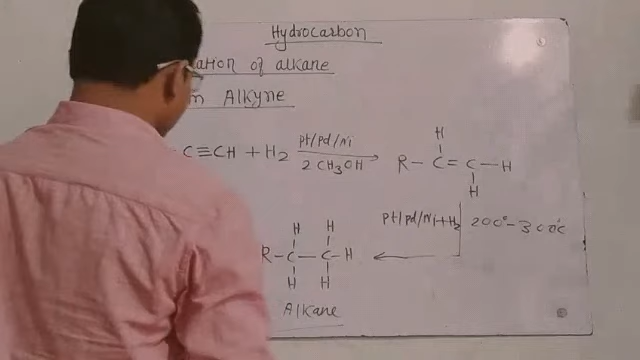 Hydrocarbon
ation of alkane
n Alkyne
C≡CH + H2 Pt/Pd/Ni
2 CH3OH
H
R-C=C-H
H
Pt/Pd/Ni+H2 200°-300°C
H H
R-C-C-H
H H
Alkane